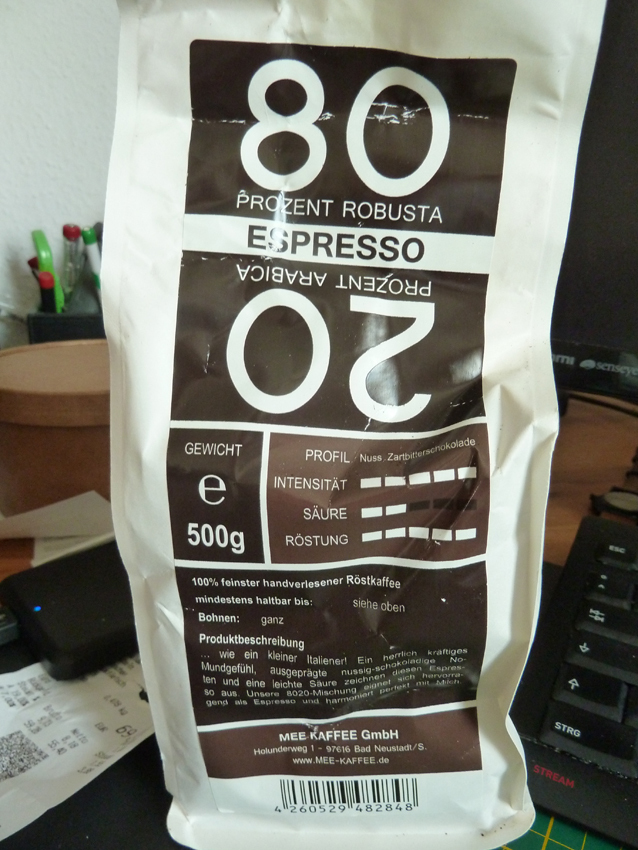 80
PROZENT ROBUSTA
ESPRESSO
PROZENT ARABICA
20
GEWICHT
e
500g
PROFIL Nuss Zartbitterschokolade
INTENSITÄT
SÄURE
RÖSTUNG
100% feinster handverlesener Röstkaffee
mindestens haltbar bis: siehe oben
Bohnen: ganz
Produktbeschreibung
... wie ein kleiner Italiener! Ein herrlich kräftiges
Mundgefühl, ausgeprägte nussig-schokoladige No-
ten und eine leichte Säure zeichnen diesen Espres-
so aus. Unsere 8020-Mischung eignet sich hervorra-
gend als Espresso und harmoniert perfekt mit Milch.
MEE KAFFEE GmbH
Holunderweg 1 - 97616 Bad Neustadt/S.
www.MEE-KAFFEE.de
4 260529 482848
ESC
STRG
STREAM